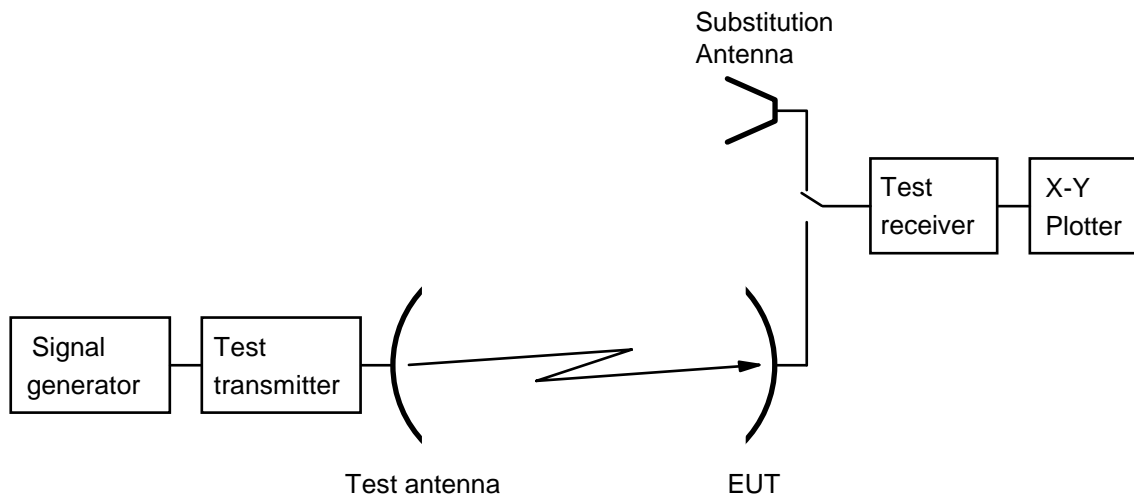 Substitution
Antenna
Test
receiver
X-Y
Plotter
Signal
generator
Test
transmitter
Test antenna
EUT